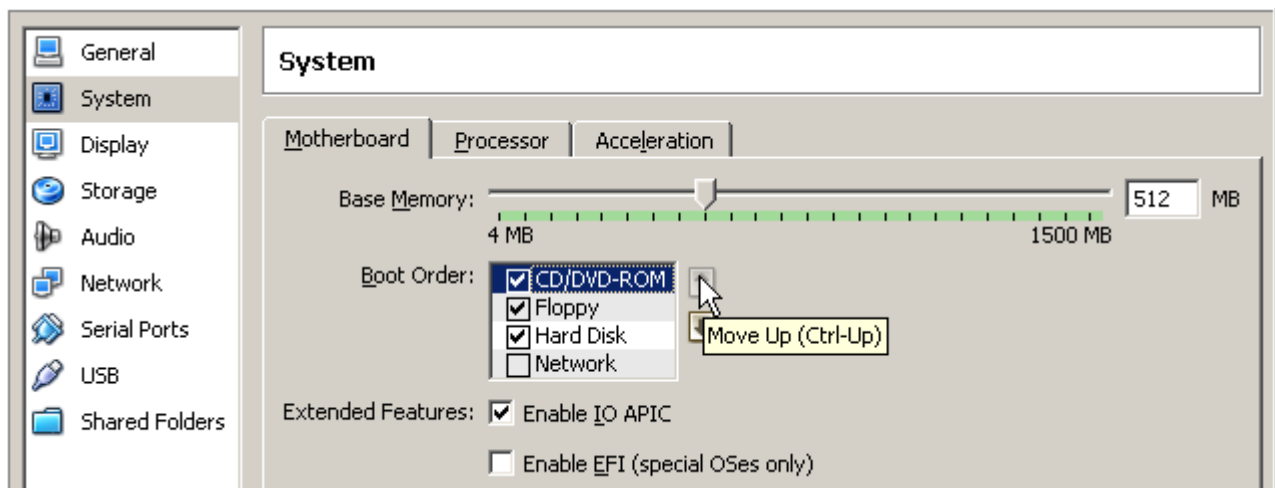 General
System
Display
Storage
Audio
Network
Serial Ports
USB
Shared Folders
System
Motherboard Processor Acceleration
Base Memory: 512 MB
4 MB 1500 MB
Boot Order: CD/DVD-ROM
Floppy
Hard Disk
Network
Move Up (Ctrl-Up)
Extended Features: Enable IO APIC
Enable EFI (special OSes only)